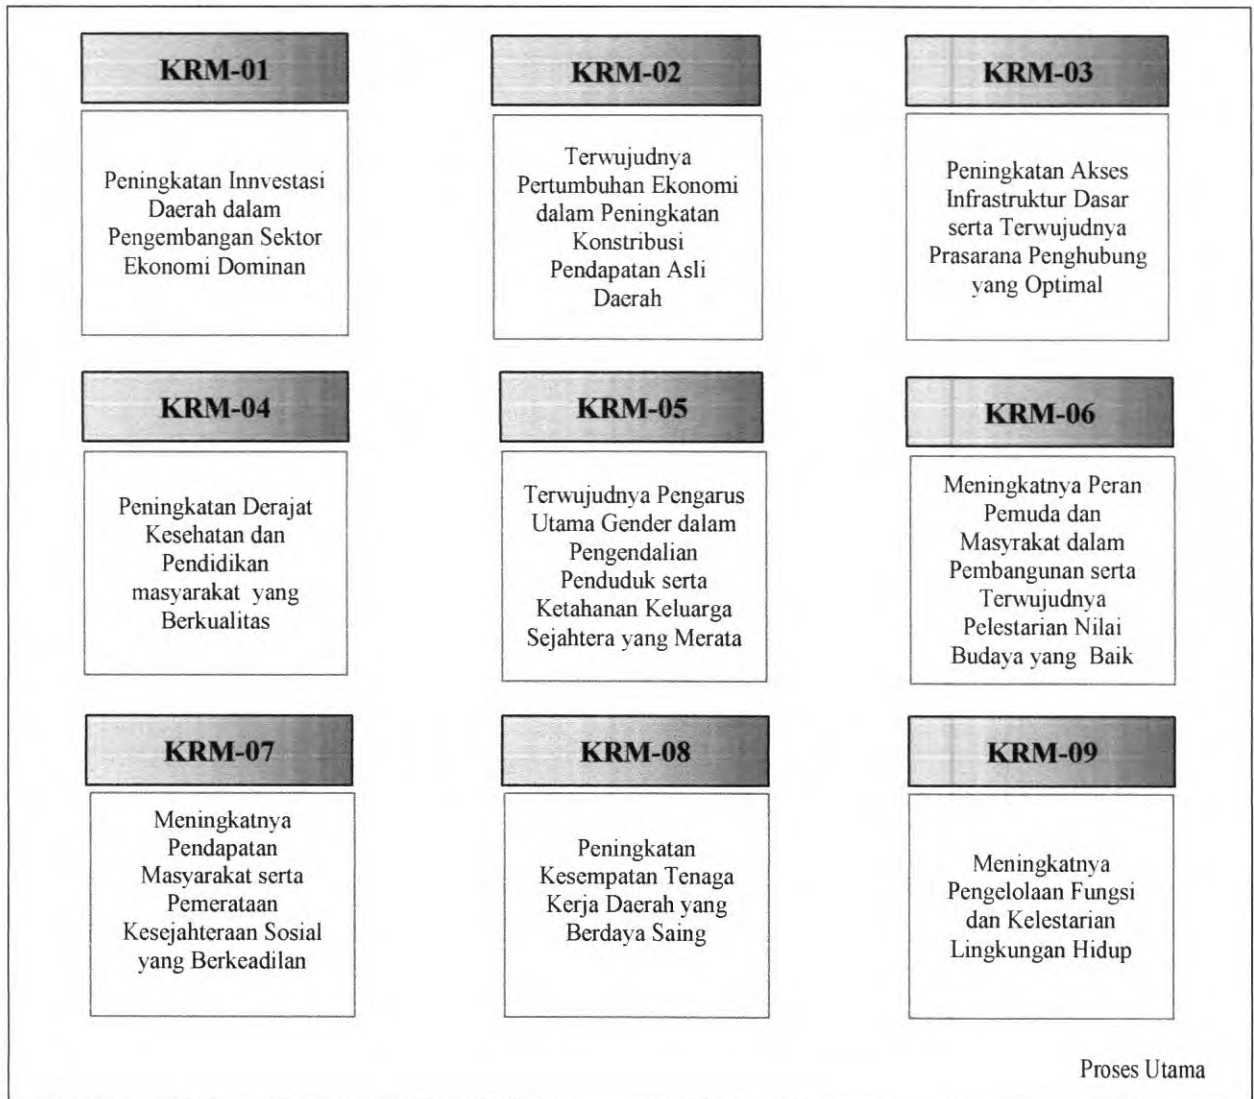 KRM-01
Peningkatan Innvestasi
Daerah dalam
Pengembangan Sektor
Ekonomi Dominan
KRM-02
Terwujudnya
Pertumbuhan Ekonomi
dalam Peningkatan
Konstribusi
Pendapatan Asli
Daerah
KRM-03
Peningkatan Akses
Infrastruktur Dasar
serta Terwujudnya
Prasarana Penghubung
yang Optimal
KRM-04
Peningkatan Derajat
Kesehatan dan
Pendidikan
masyarakat yang
Berkualitas
KRM-05
Terwujudnya Pengarus
Utama Gender dalam
Pengendalian
Penduduk serta
Ketahanan Keluarga
Sejahtera yang Merata
KRM-06
Meningkatnya Peran
Pemuda dan
Masyrakat dalam
Pembangunan serta
Terwujudnya
Pelestarian Nilai
Budaya yang Baik
KRM-07
Meningkatnya
Pendapatan
Masyarakat serta
Pemerataan
Kesejahteraan Sosial
yang Berkeadilan
KRM-08
Peningkatan
Kesempatan Tenaga
Kerja Daerah yang
Berdaya Saing
KRM-09
Meningkatnya
Pengelolaan Fungsi
dan Kelestarian
Lingkungan Hidup
Proses Utama